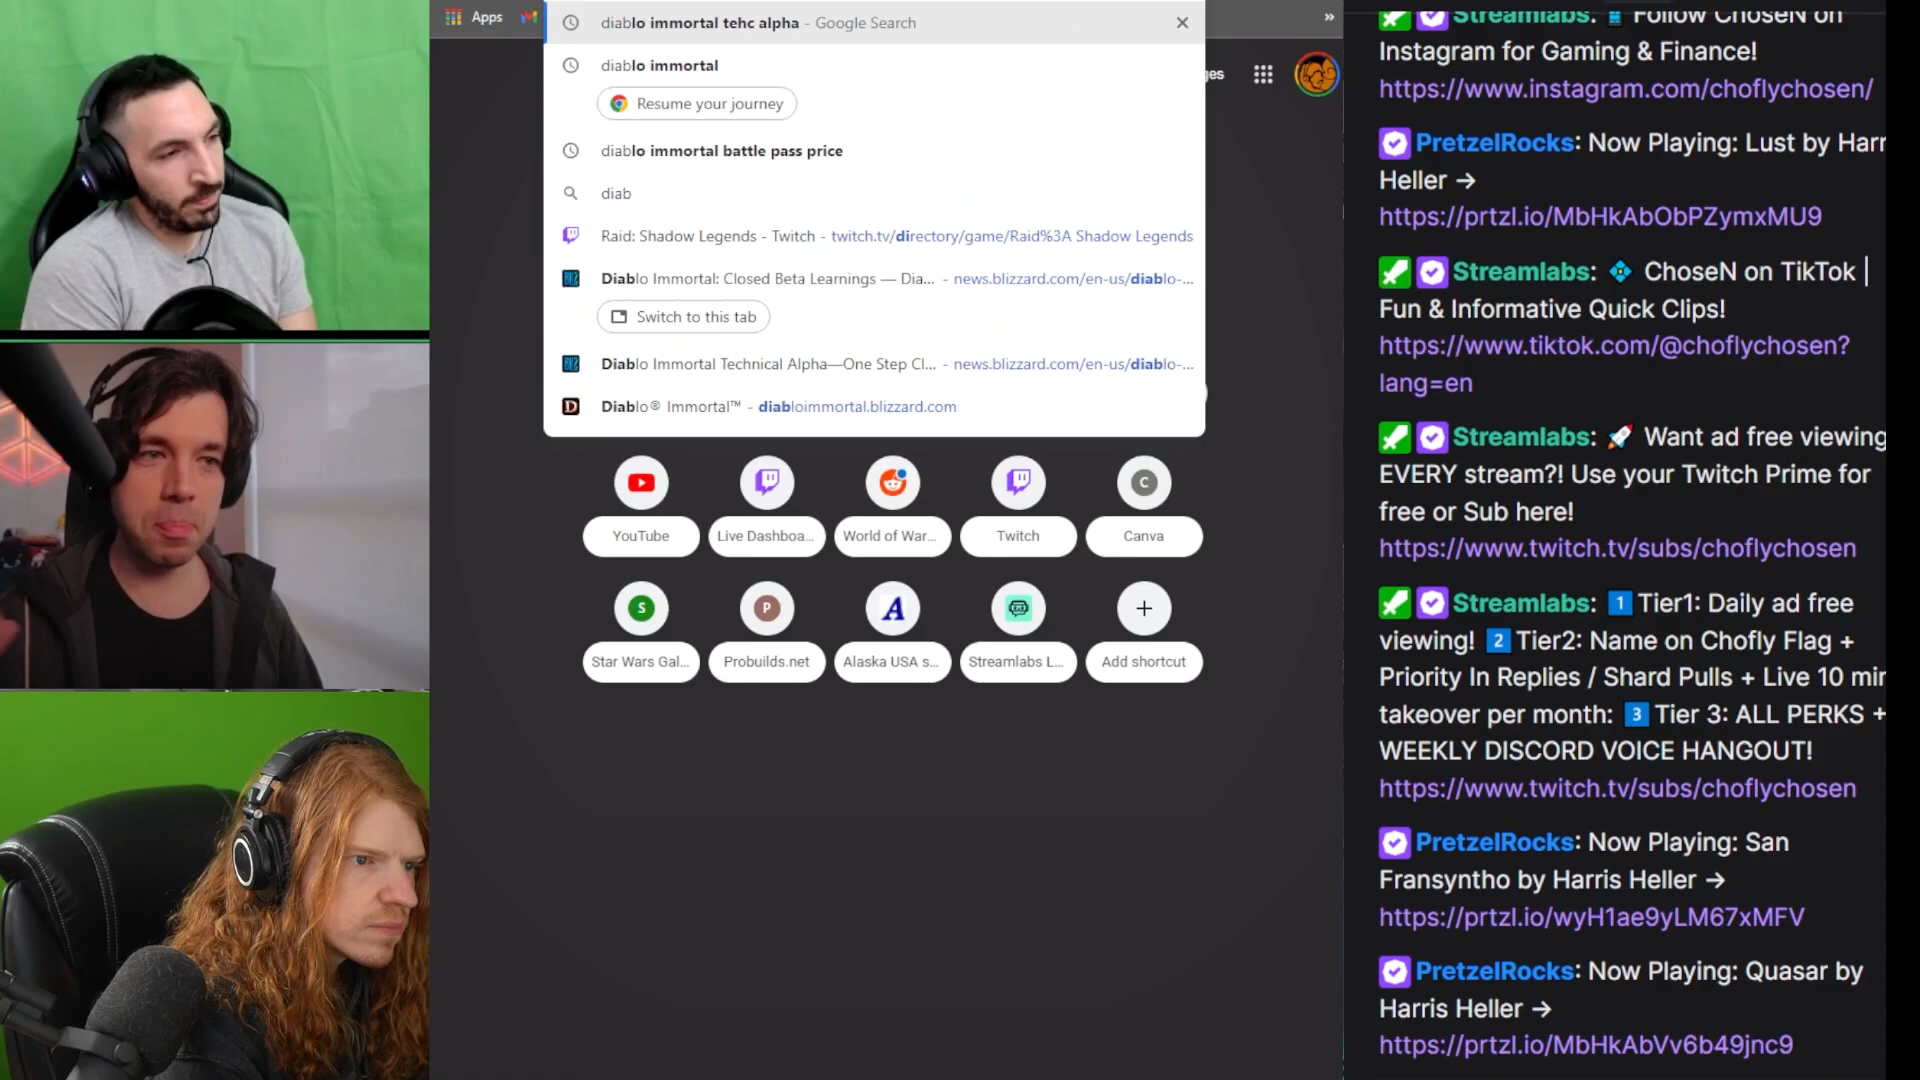 Apps
»
diablo immortal tehc alpha - Google Search
diablo immortal
Resume your journey
diablo immortal battle pass price
diab
Raid: Shadow Legends - Twitch - twitch.tv/directory/game/Raid%3A Shadow Legends
Diablo Immortal: Closed Beta Learnings — Dia... - news.blizzard.com/en-us/diablo-...
Switch to this tab
Diablo Immortal Technical Alpha—One Step Cl... - news.blizzard.com/en-us/diablo-...
D Diablo® Immortal™ - diabloimmortal.blizzard.com
ges
C
YouTube
Live Dashboa...
World of War...
Twitch
Canva
S
P
A
Star Wars Gal...
Probuilds.net
Alaska USA s...
Streamlabs L...
Add shortcut
Streamlabs: Follow ChoseN on
Instagram for Gaming & Finance!
https://www.instagram.com/choflychosen/
PretzelRocks: Now Playing: Lust by Harr
Heller →
https://prtzl.io/MbHkAbObPZymxMU9
Streamlabs: 💠 ChoseN on TikTok |
Fun & Informative Quick Clips!
https://www.tiktok.com/@choflychosen?
lang=en
Streamlabs: 🚀 Want ad free viewing
EVERY stream?! Use your Twitch Prime for
free or Sub here!
https://www.twitch.tv/subs/choflychosen
Streamlabs: 1 Tier1: Daily ad free
viewing! 2 Tier2: Name on Chofly Flag +
Priority In Replies / Shard Pulls + Live 10 min
takeover per month: 3 Tier 3: ALL PERKS +
WEEKLY DISCORD VOICE HANGOUT!
https://www.twitch.tv/subs/choflychosen
PretzelRocks: Now Playing: San
Fransyntho by Harris Heller →
https://prtzl.io/wyH1ae9yLM67xMFV
PretzelRocks: Now Playing: Quasar by
Harris Heller →
https://prtzl.io/MbHkAbVv6b49jnc9